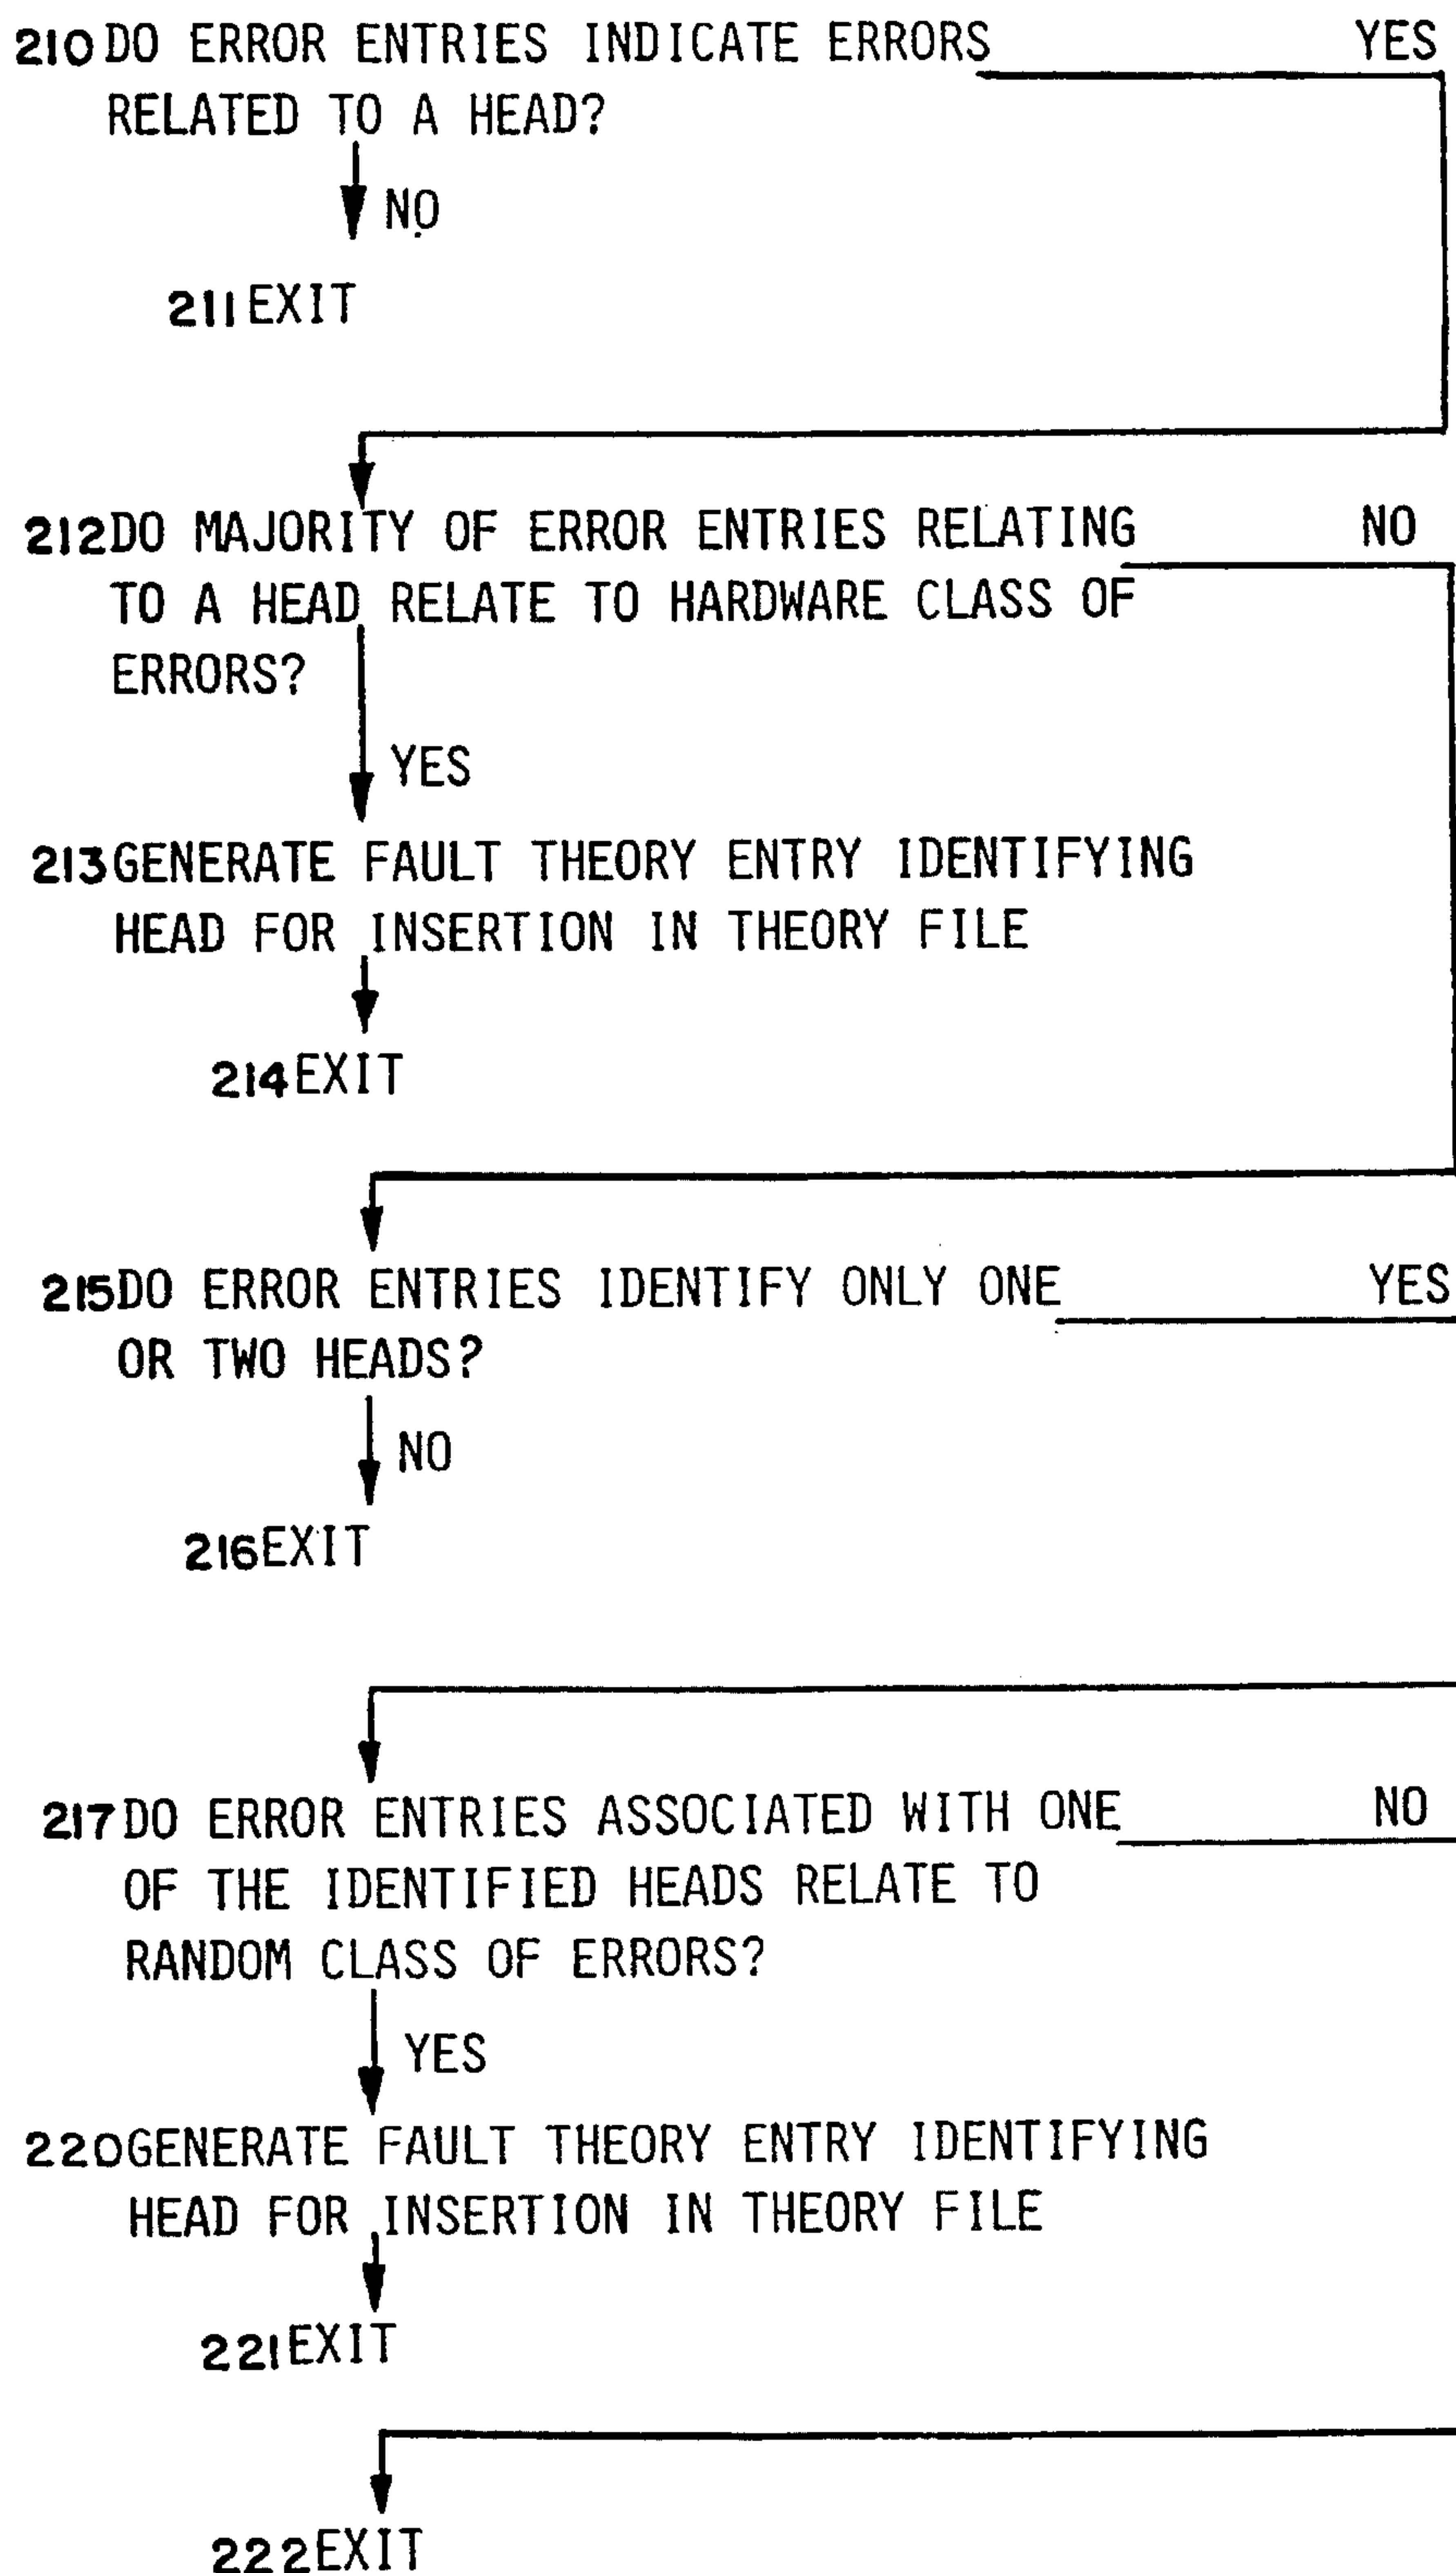 210 DO ERROR ENTRIES INDICATE ERRORS YES
RELATED TO A HEAD?
NO
211 EXIT
212 DO MAJORITY OF ERROR ENTRIES RELATING NO
TO A HEAD RELATE TO HARDWARE CLASS OF
ERRORS?
YES
213 GENERATE FAULT THEORY ENTRY IDENTIFYING
HEAD FOR INSERTION IN THEORY FILE
214 EXIT
215 DO ERROR ENTRIES IDENTIFY ONLY ONE YES
OR TWO HEADS?
NO
216 EXIT
217 DO ERROR ENTRIES ASSOCIATED WITH ONE NO
OF THE IDENTIFIED HEADS RELATE TO
RANDOM CLASS OF ERRORS?
YES
220 GENERATE FAULT THEORY ENTRY IDENTIFYING
HEAD FOR INSERTION IN THEORY FILE
221 EXIT
222 EXIT